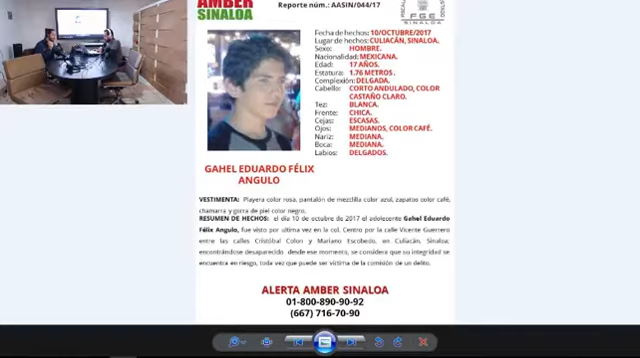 AMBER
SINALOA
Reporte núm.: AASIN/044/17
FGE
SINALOA
Fecha de hechos: 10/OCTUBRE/2017
Lugar de hechos: CULIACÁN, SINALOA.
Sexo: HOMBRE.
Nacionalidad: MEXICANA.
Edad: 17 AÑOS.
Estatura: 1.76 METROS.
Complexión: DELGADA.
Cabello: CORTO ANDULADO, COLOR
CASTAÑO CLARO.
Tez: BLANCA.
Frente: CHICA.
Cejas: ESCASAS.
Ojos: MEDIANOS, COLOR CAFÉ.
Nariz: MEDIANA.
Boca: MEDIANA.
Labios: DELGADOS.
GAHEL EDUARDO FÉLIX
ANGULO
VESTIMENTA: Playera color rosa, pantalón de mezclilla color azul, zapatos color café,
chamarra y gorra de piel color negro.
RESUMEN DE HECHOS: el día 10 de octubre de 2017 el adolescente Gahel Eduardo
Félix Angulo, fue visto por ultima vez en la col. Centro por la calle Vicente Guerrero
entre las calles Cristóbal Colon y Mariano Escobedo, en Culiacán, Sinaloa;
encontrándose desaparecido desde ese momento, se considera que su integridad se
encuentra en riesgo, toda vez que puede ser víctima de la comisión de un delito.
ALERTA AMBER SINALOA
01-800-890-90-92
(667) 716-70-90